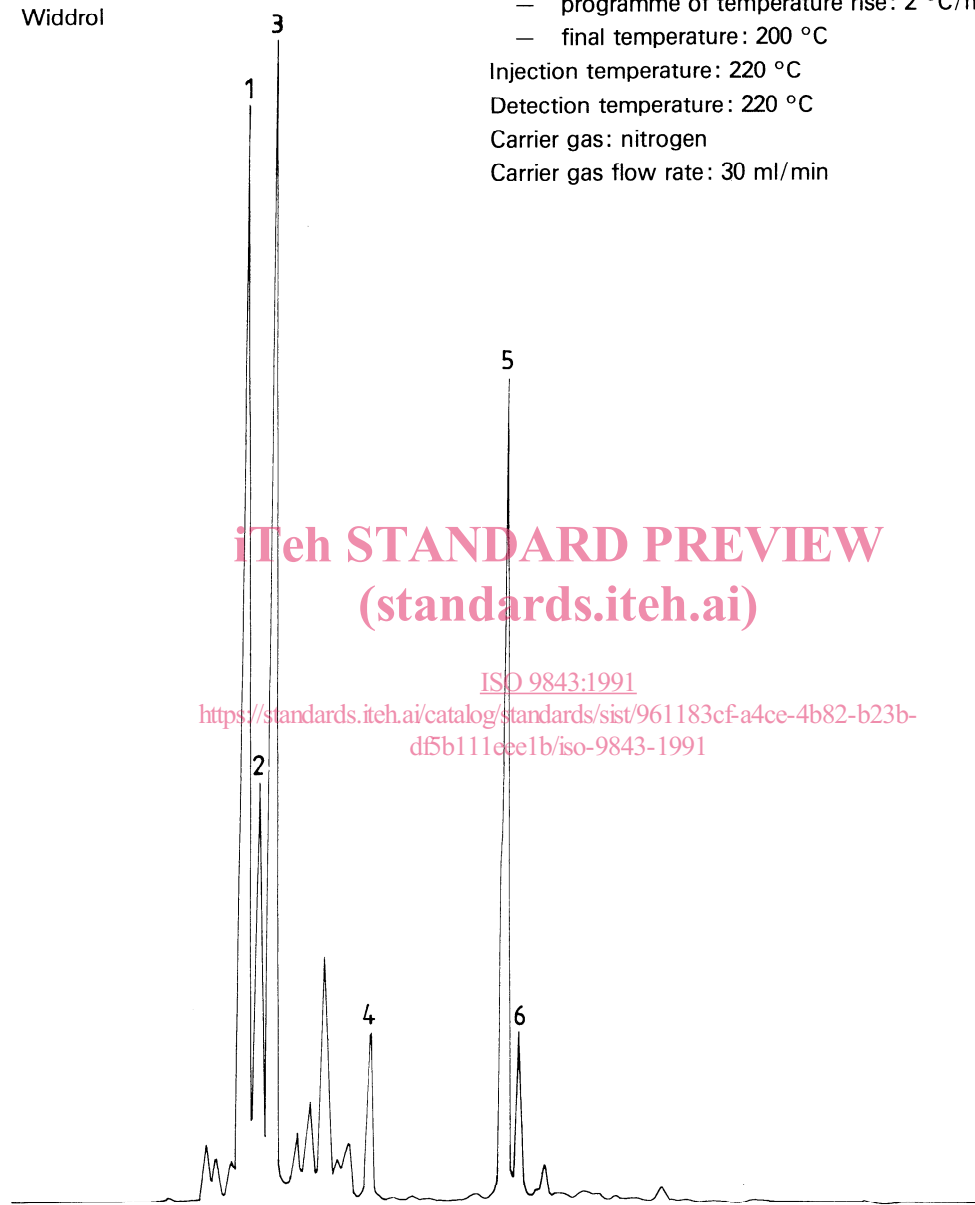 Widdrol
— programme of temperature rise: 2 °C/
— final temperature: 200 °C
Injection temperature: 220 °C
Detection temperature: 220 °C
Carrier gas: nitrogen
Carrier gas flow rate: 30 ml/min
3
1
5
iTeh STANDARD PREVIEW
(standards.iteh.ai)
ISO 9843:1991
https://standards.iteh.ai/catalog/standards/sist/961183cf-a4ce-4b82-b23b-
df5b111eee1b/iso-9843-1991
2
4
6